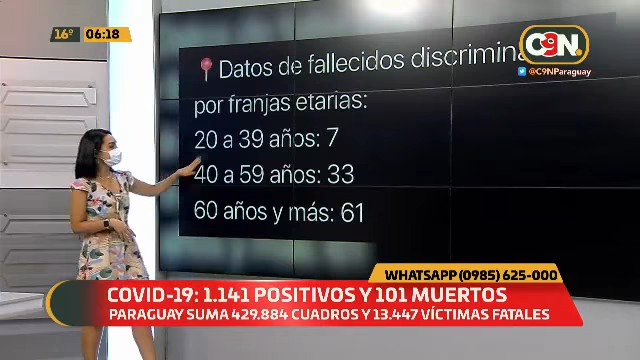 16°
06:18
C9N
@C9NParaguay
Datos de fallecidos
por franjas etarias:
20 a 39 años: 7
40 a 59 años: 33
60 años y más: 61
WHATSAPP (0985) 625-000
COVID-19: 1.141 POSITIVOS Y 101 MUERTOS
PARAGUAY SUMA 429.884 CUADROS Y 13.447 VÍCTIMAS FATALES